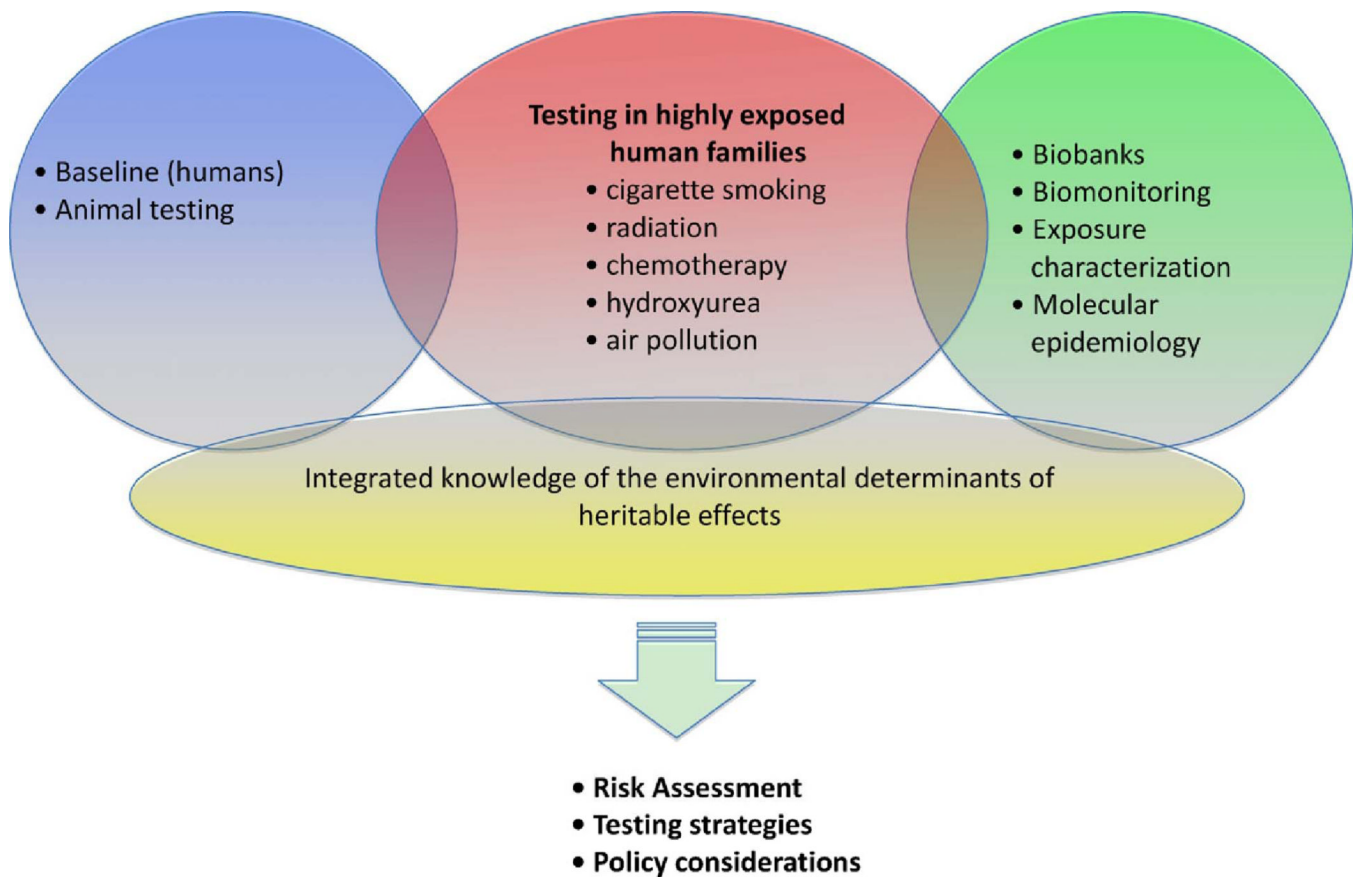 • Baseline (humans)
• Animal testing
Testing in highly exposed
human families
• cigarette smoking
• radiation
• chemotherapy
• hydroxyurea
• air pollution
• Biobanks
• Biomonitoring
• Exposure
characterization
• Molecular
epidemiology
Integrated knowledge of the environmental determinants of
heritable effects
• Risk Assessment
• Testing strategies
• Policy considerations